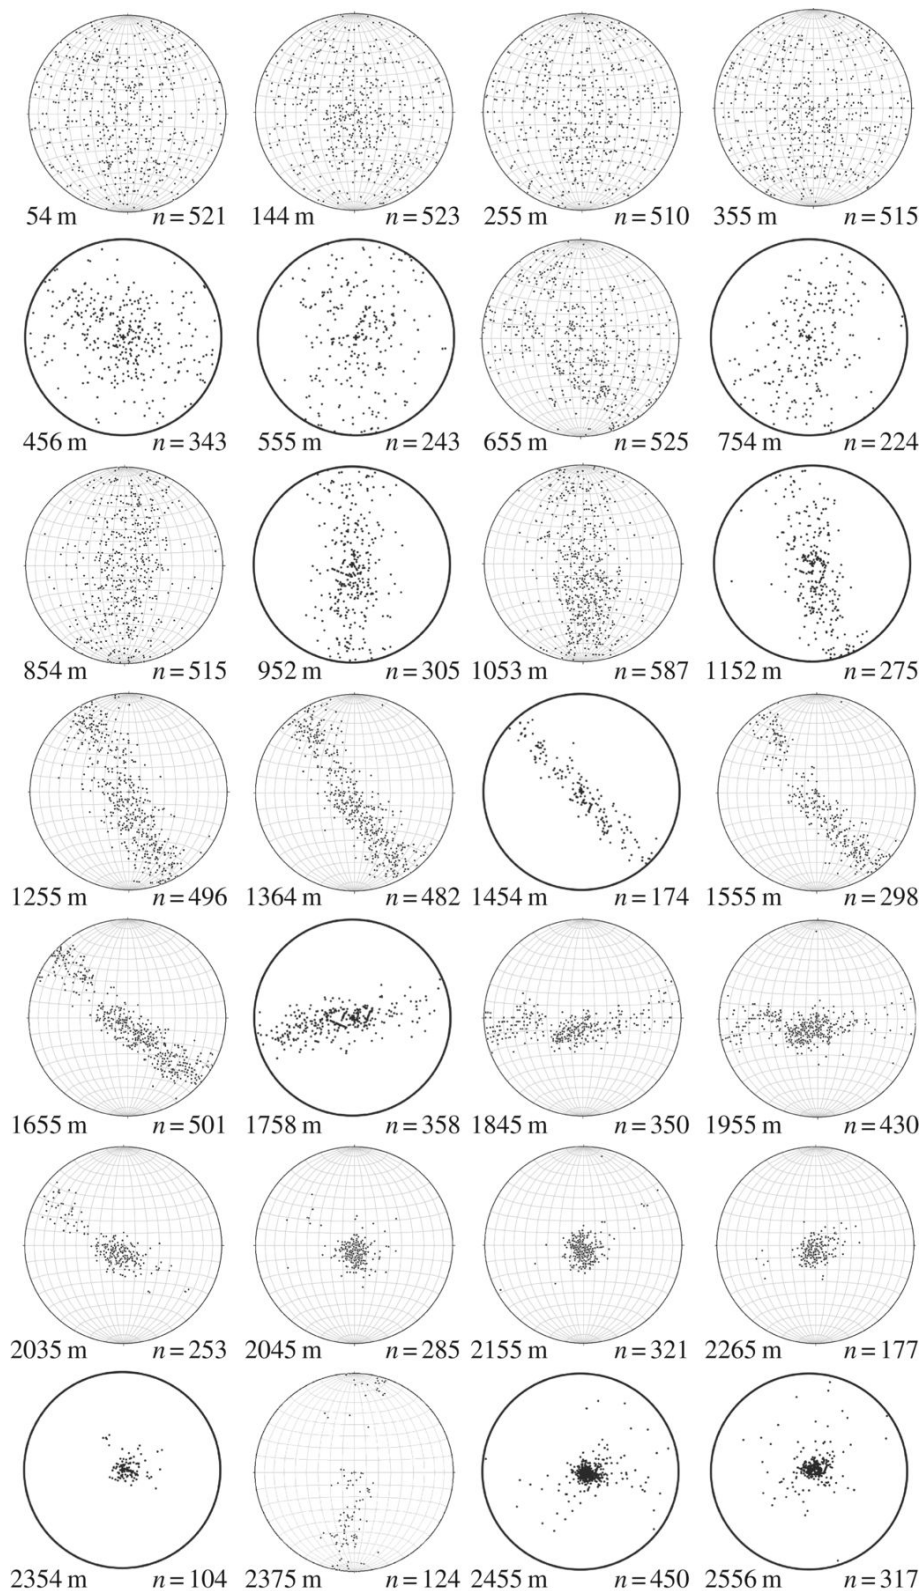 54 m n=521 144 m n=523 255 m n=510 355 m n=515
456 m n=343 555 m n=243 655 m n=525 754 m n=224
854 m n=515 952 m n=305 1053 m n=587 1152 m n=275
1255 m n=496 1364 m n=482 1454 m n=174 1555 m n=298
1655 m n=501 1758 m n=358 1845 m n=350 1955 m n=430
2035 m n=253 2045 m n=285 2155 m n=321 2265 m n=177
2354 m n=104 2375 m n=124 2455 m n=450 2556 m n=317